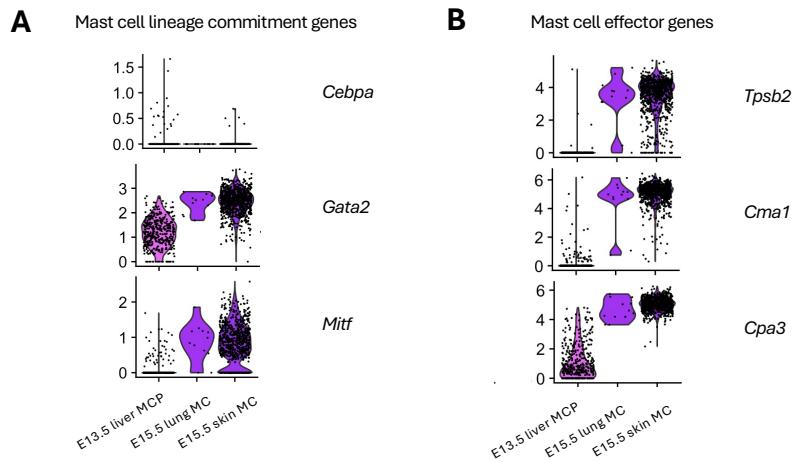 A
Mast cell lineage commitment genes
1.5
1.0
0.5
0.0
Cebpa
3
2
1
0
Gata2
2
1
0
Mitf
E13.5 liver MCP
E15.5 lung MC
E15.5 skin MC
B
Mast cell effector genes
4
2
0
Tpsb2
6
4
2
0
Cma1
6
4
2
0
Cpa3
E13.5 liver MCP
E15.5 lung MC
E15.5 skin MC